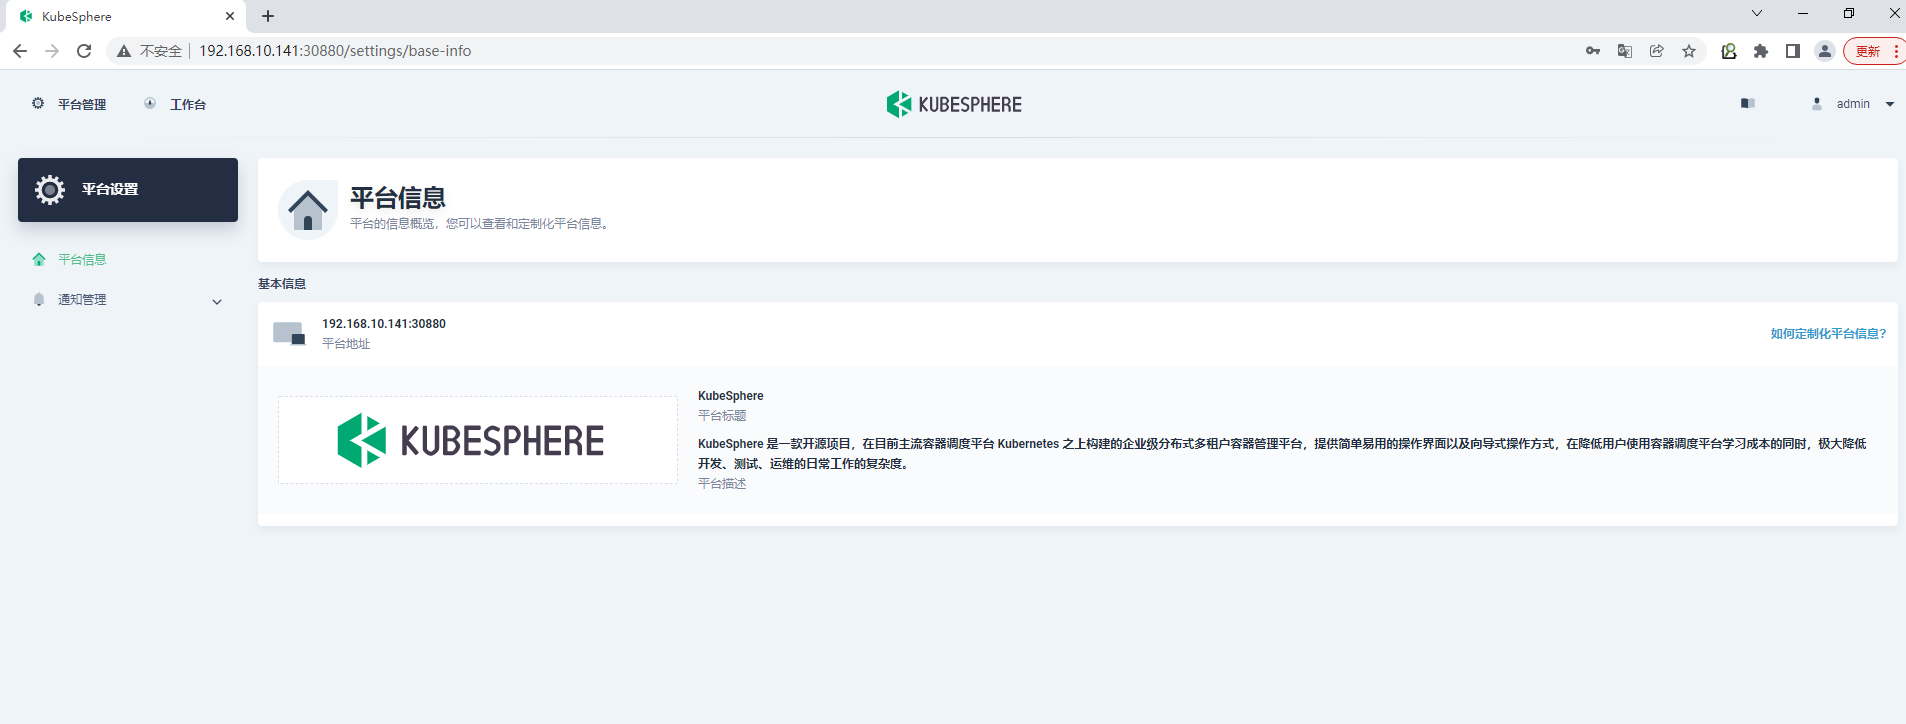 KubeSphere
不安全
192.168.10.141:30880/settings/base-info
更新
平台管理
工作台
KUBESPHERE
admin
平台设置
平台信息
通知管理
平台信息
平台的信息概览，您可以查看和定制化平台信息。
基本信息
192.168.10.141:30880
平台地址
如何定制化平台信息?
KUBESPHERE
KubeSphere
平台标题
KubeSphere 是一款开源项目，在目前主流容器调度平台 Kubernetes 之上构建的企业级分布式多租户容器管理平台，提供简单易用的操作界面以及向导式操作方式，在降低用户使用容器调度平台学习成本的同时，极大降低
开发、测试、运维的日常工作的复杂度。
平台描述